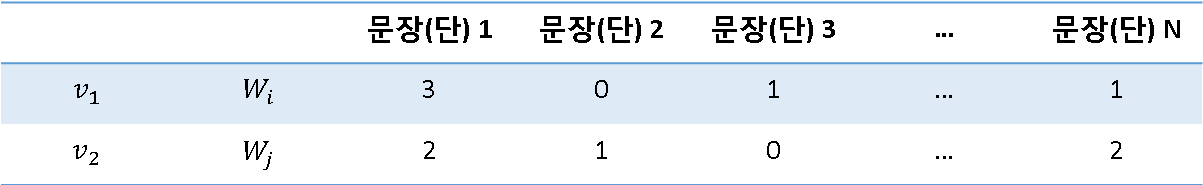 문장(단) 1 문장(단) 2 문장(단) 3 ... 문장(단) N
𝑣₁ 𝑊ᵢ 3 0 1 ... 1
𝑣₂ 𝑊ⱼ 2 1 0 ... 2